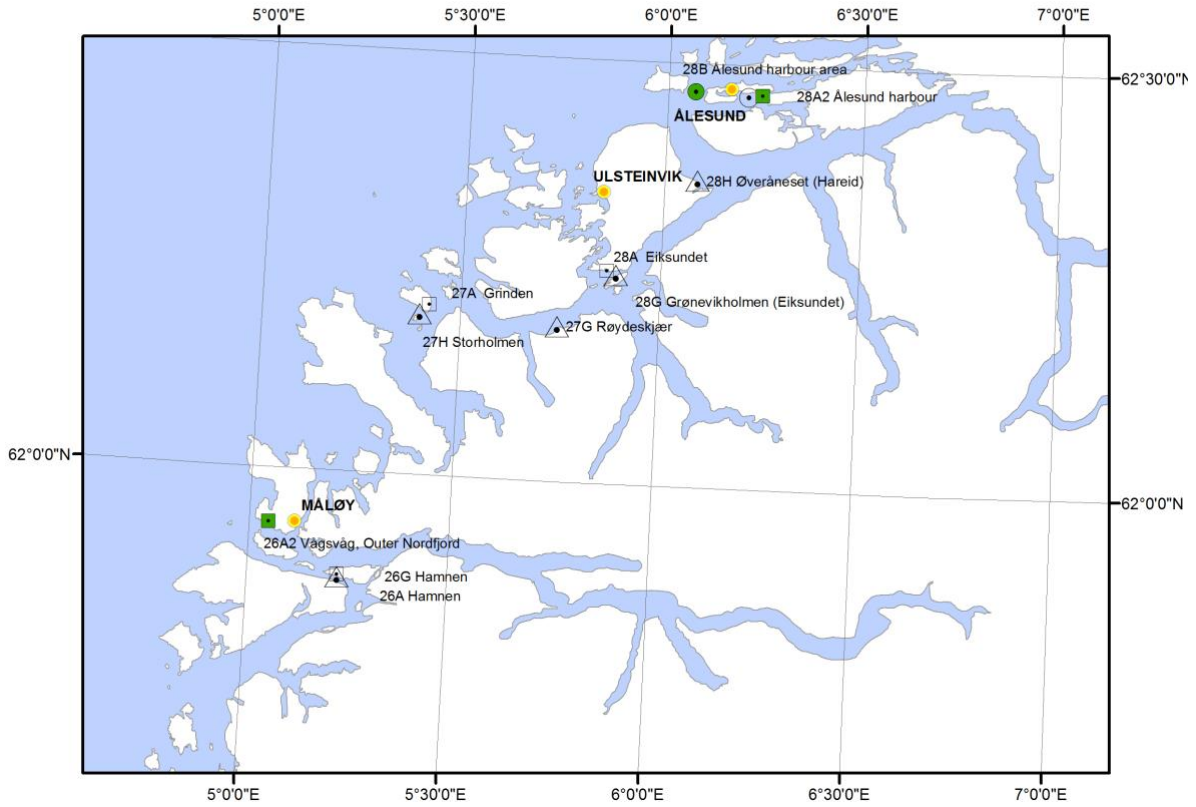 5°0'0"E 5°30'0"E 6°0'0"E 6°30'0"E 7°0'0"E
28B Ålesund harbour area
62°30'0"N
28A2 Ålesund harbour
ÅLESUND
ULSTEINVIK
28H Øveråneset (Hareid)
28A Eiksundet
27A Grinden
28G Grønevikholmen (Eiksundet)
27G Røydeskjær
27H Storholmen
62°0'0"N
MÅLØY
62°0'0"N
26A2 Vågsvåg, Outer Nordfjord
26G Hamnen
26A Hamnen
5°0'0"E 5°30'0"E 6°0'0"E 6°30'0"E 7°0'0"E